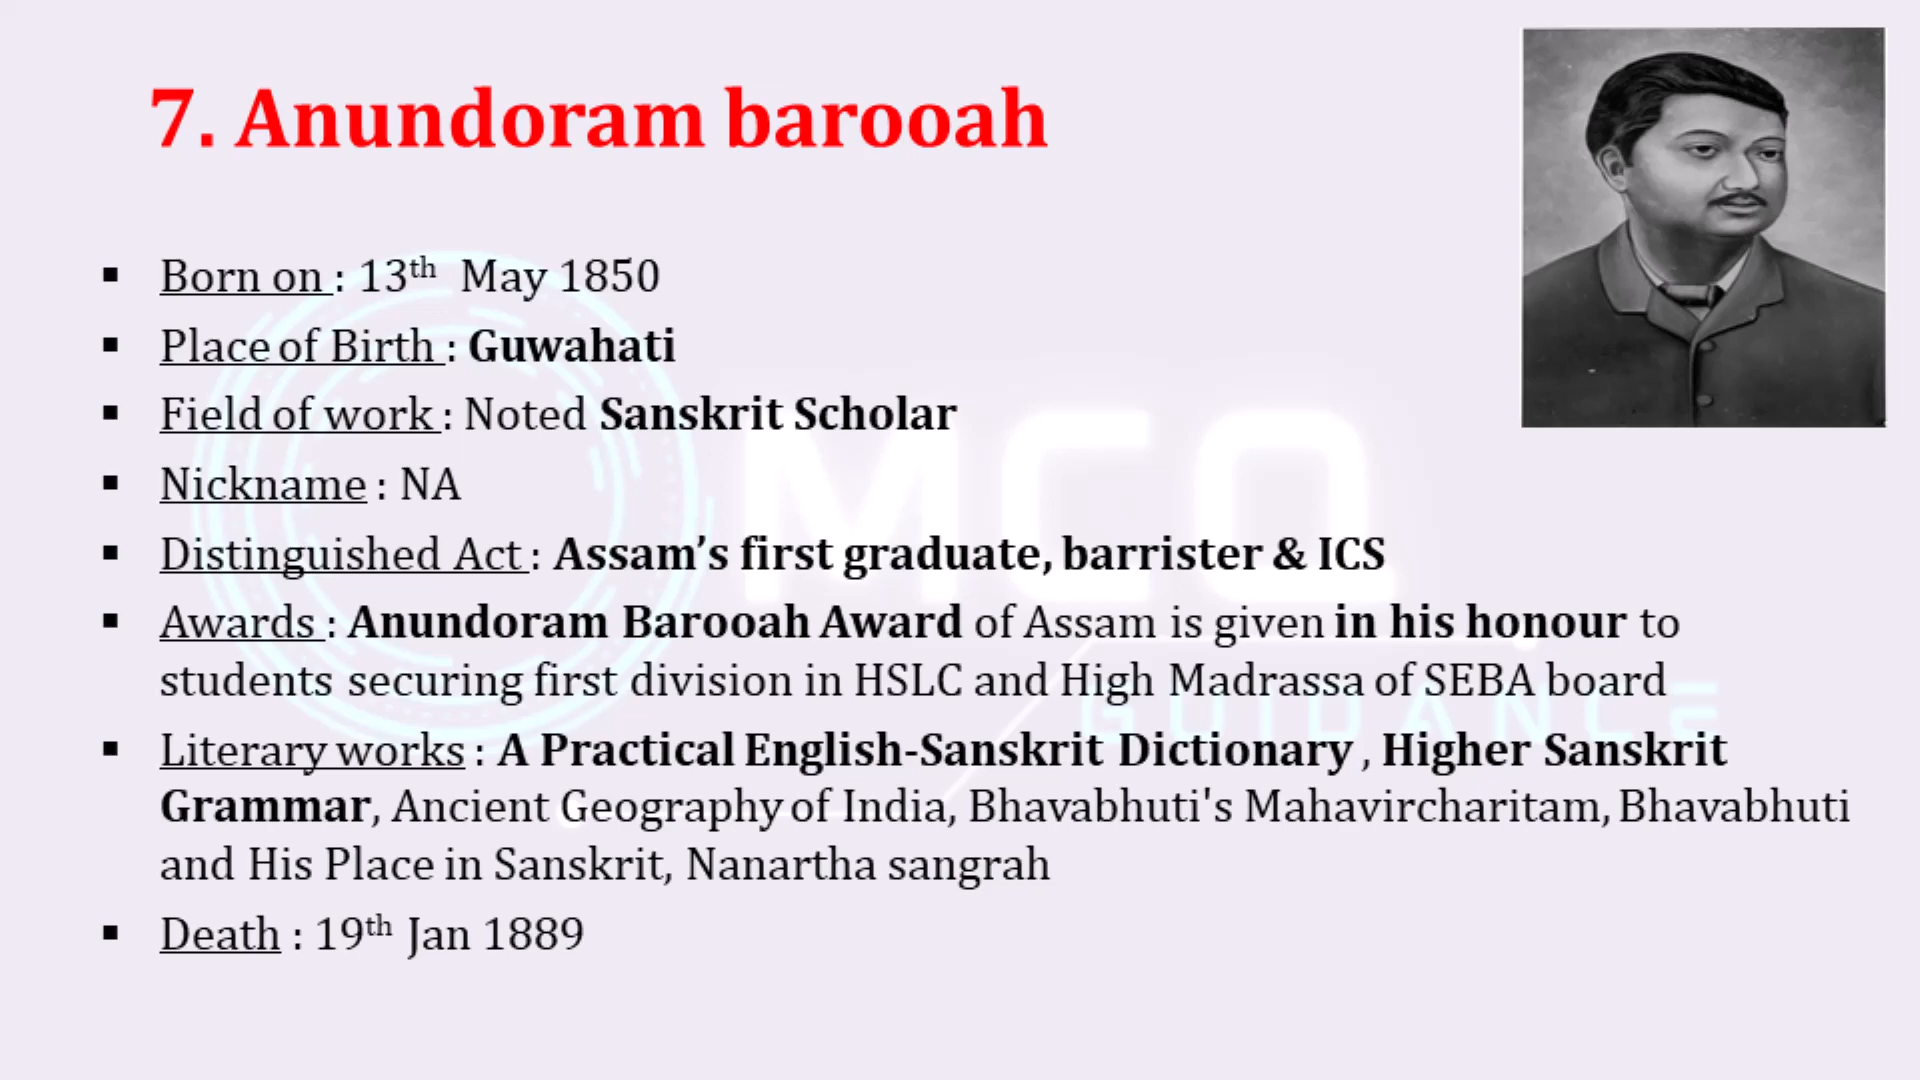 7. Anundoram barooah
▪ Born on : 13th May 1850
▪ Place of Birth : Guwahati
▪ Field of work : Noted Sanskrit Scholar
▪ Nickname : NA
▪ Distinguished Act : Assam’s first graduate, barrister & ICS
▪ Awards : Anundoram Barooah Award of Assam is given in his honour to
students securing first division in HSLC and High Madrassa of SEBA board
▪ Literary works : A Practical English-Sanskrit Dictionary , Higher Sanskrit
Grammar, Ancient Geography of India, Bhavabhuti's Mahavircharitam, Bhavabhuti
and His Place in Sanskrit, Nanartha sangrah
▪ Death : 19th Jan 1889
MCQ
GUIDANCE